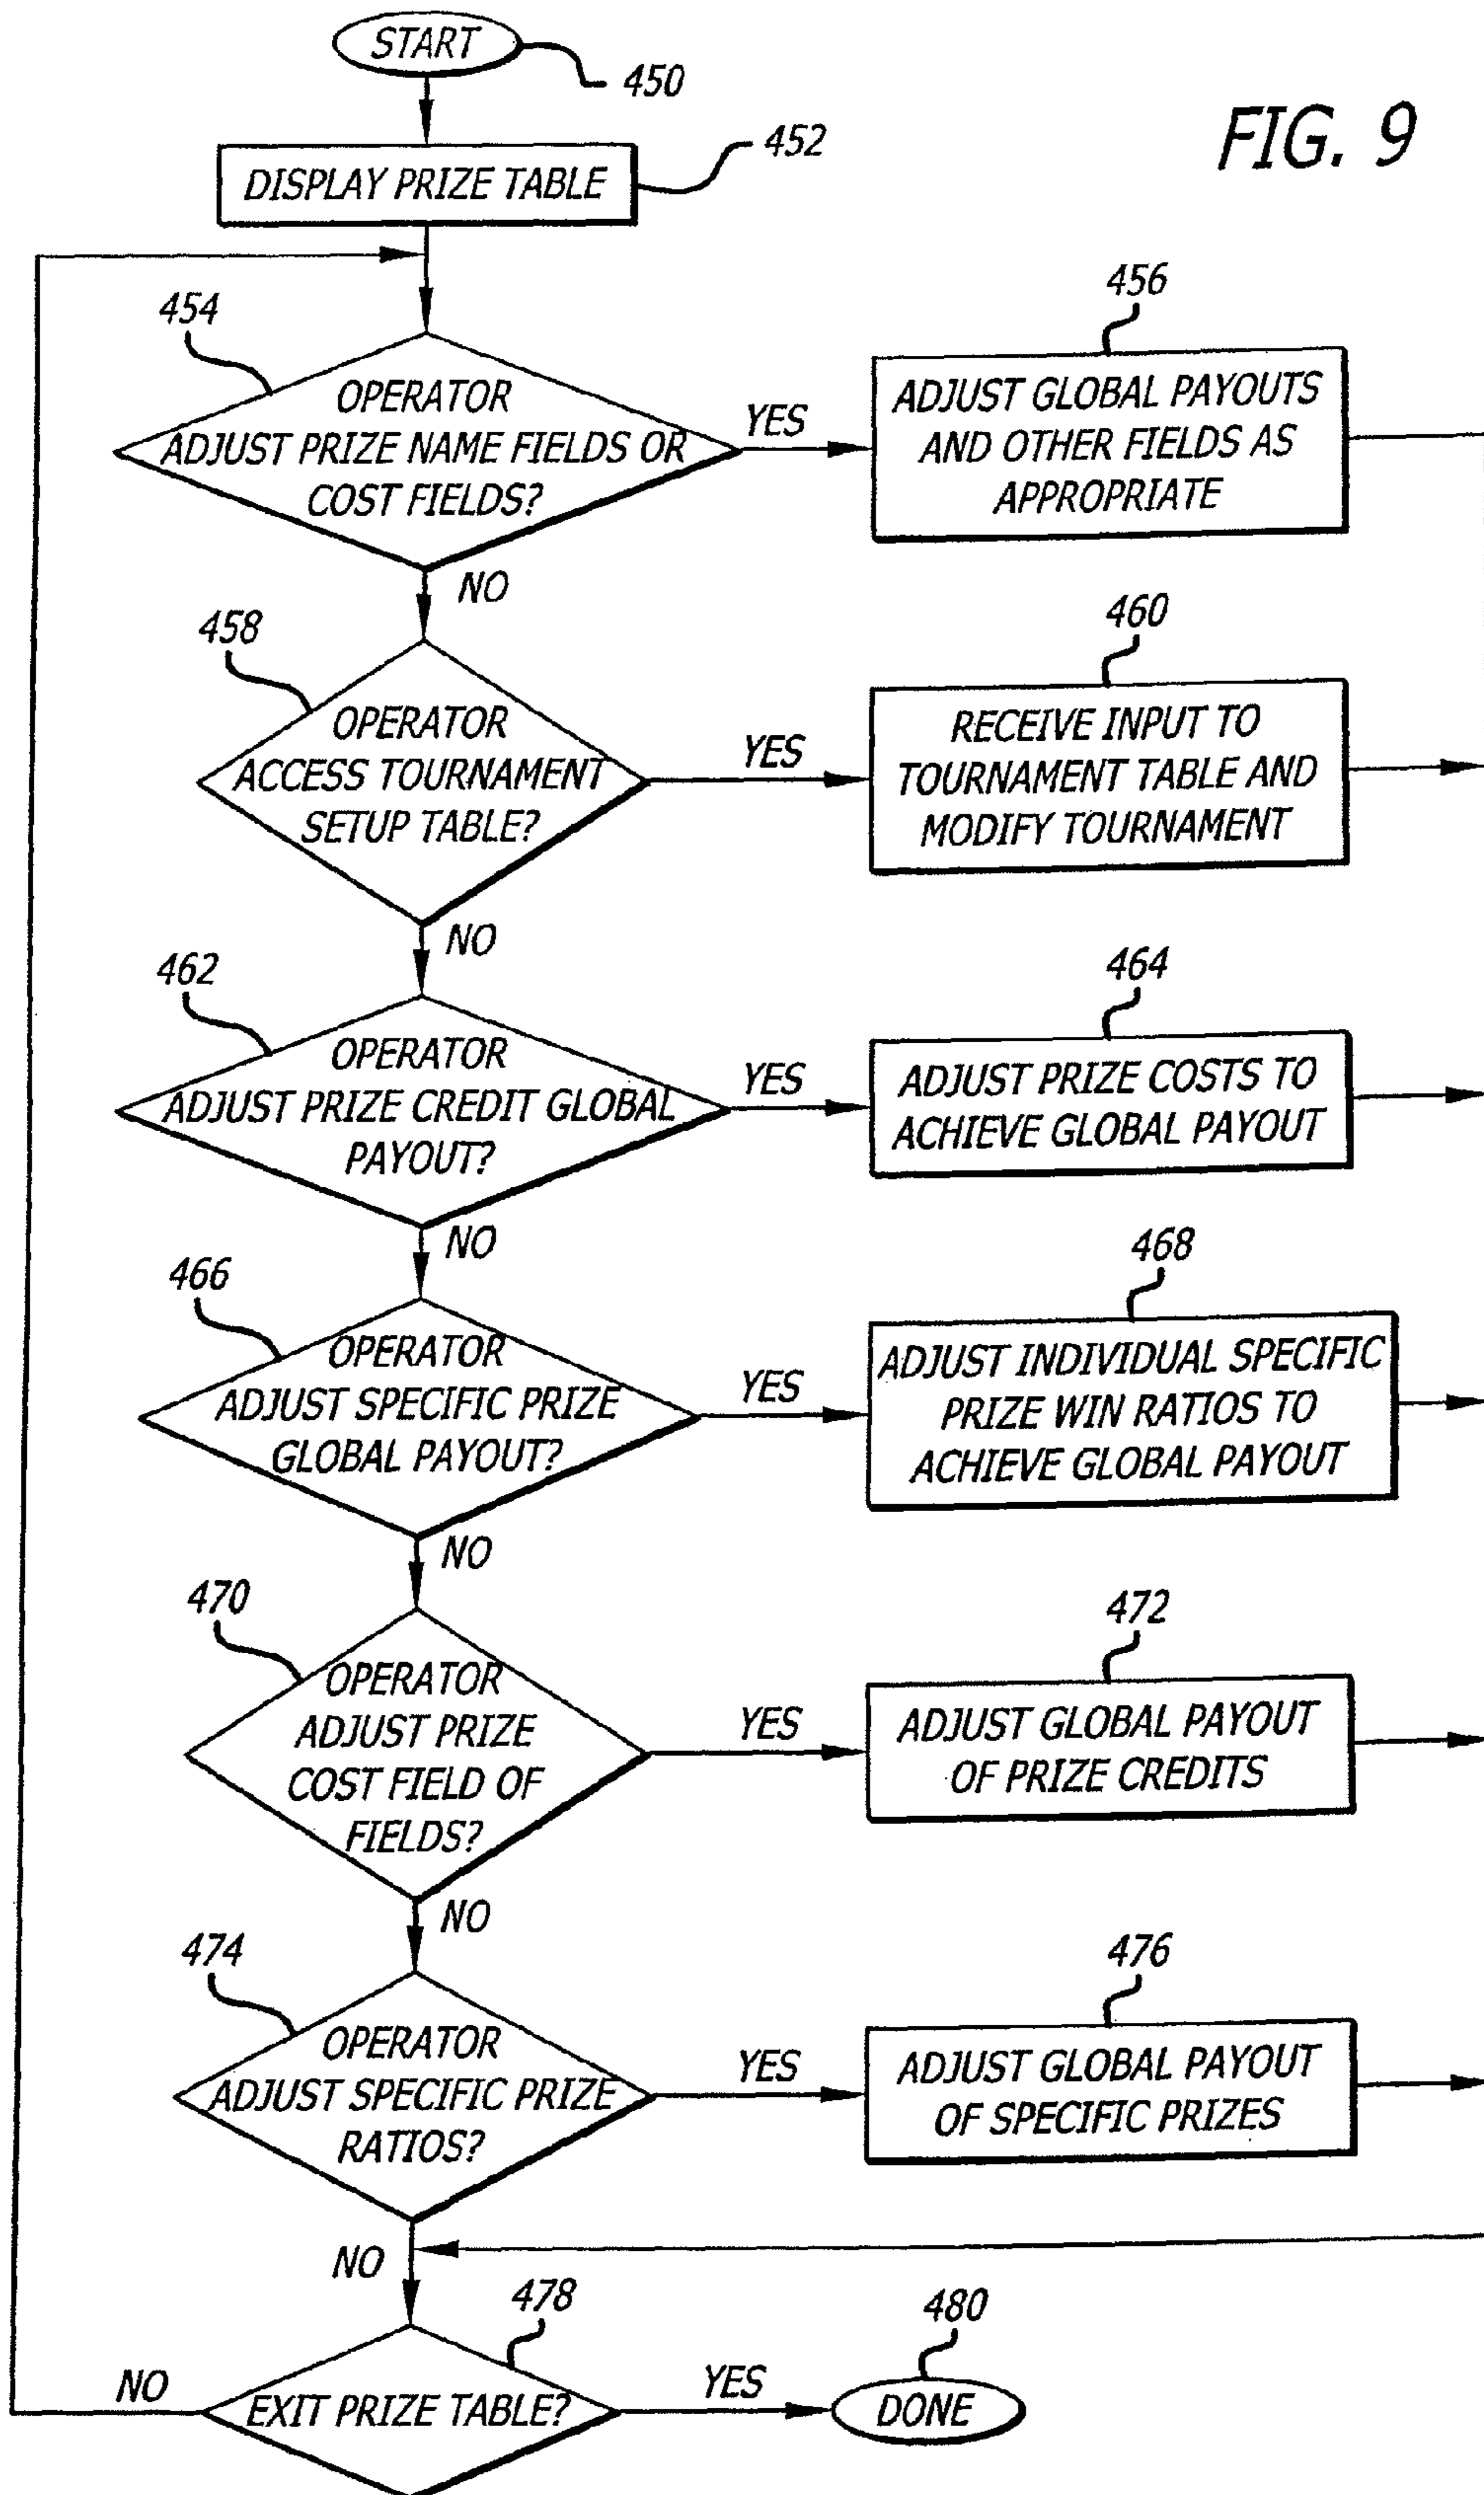 START
450
FIG. 9
DISPLAY PRIZE TABLE
452
454
OPERATOR
ADJUST PRIZE NAME FIELDS OR
COST FIELDS?
YES
456
ADJUST GLOBAL PAYOUTS
AND OTHER FIELDS AS
APPROPRIATE
NO
458
OPERATOR
ACCESS TOURNAMENT
SETUP TABLE?
YES
460
RECEIVE INPUT TO
TOURNAMENT TABLE AND
MODIFY TOURNAMENT
NO
462
OPERATOR
ADJUST PRIZE CREDIT GLOBAL
PAYOUT?
YES
464
ADJUST PRIZE COSTS TO
ACHIEVE GLOBAL PAYOUT
NO
466
OPERATOR
ADJUST SPECIFIC PRIZE
GLOBAL PAYOUT?
YES
468
ADJUST INDIVIDUAL SPECIFIC
PRIZE WIN RATIOS TO
ACHIEVE GLOBAL PAYOUT
NO
470
OPERATOR
ADJUST PRIZE
COST FIELD OF
FIELDS?
YES
472
ADJUST GLOBAL PAYOUT
OF PRIZE CREDITS
NO
474
OPERATOR
ADJUST SPECIFIC PRIZE
RATIOS?
YES
476
ADJUST GLOBAL PAYOUT
OF SPECIFIC PRIZES
NO
478
EXIT PRIZE TABLE?
NO
YES
480
DONE